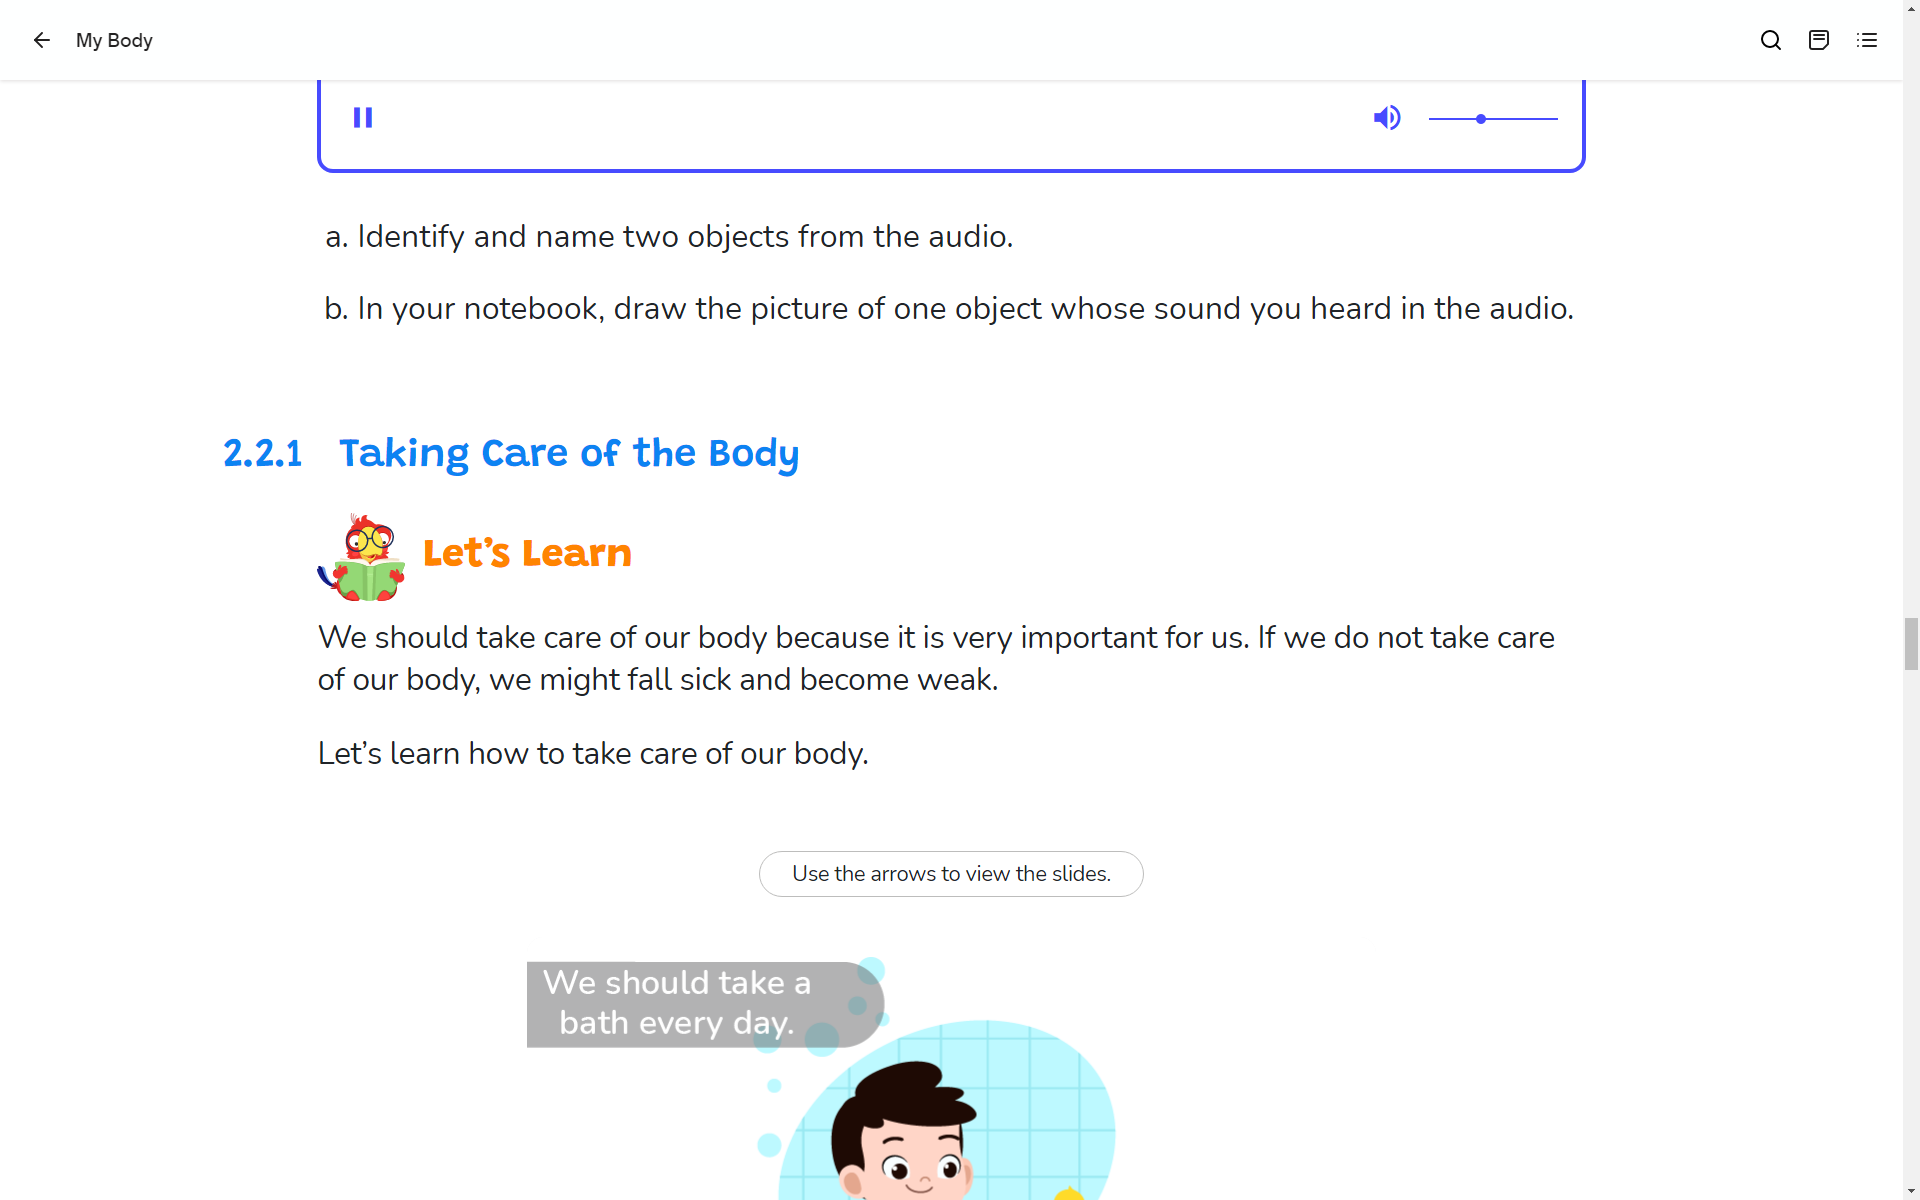 My Body
a. Identify and name two objects from the audio.
b. In your notebook, draw the picture of one object whose sound you heard in the audio.
2.2.1 Taking Care of the Body
Let’s Learn
We should take care of our body because it is very important for us. If we do not take care
of our body, we might fall sick and become weak.
Let’s learn how to take care of our body.
Use the arrows to view the slides.
We should take a
bath every day.